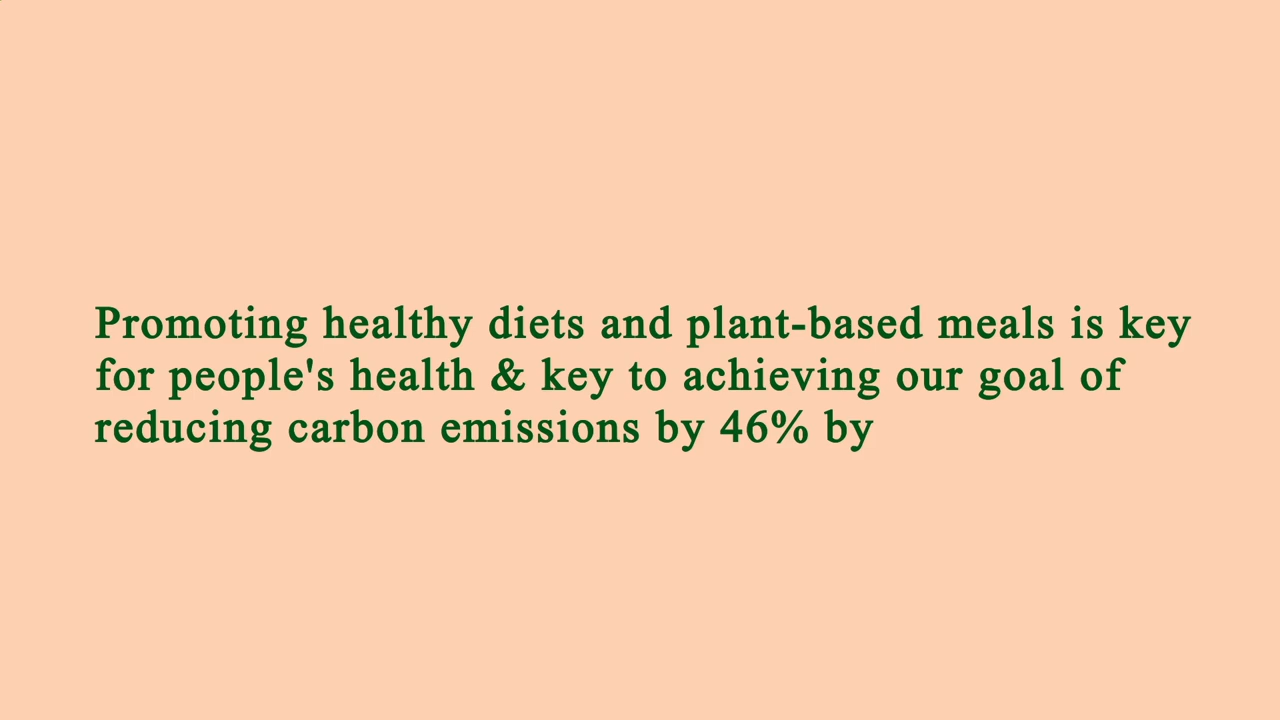 Promoting healthy diets and plant-based meals is key
for people's health & key to achieving our goal of
reducing carbon emissions by 46% by